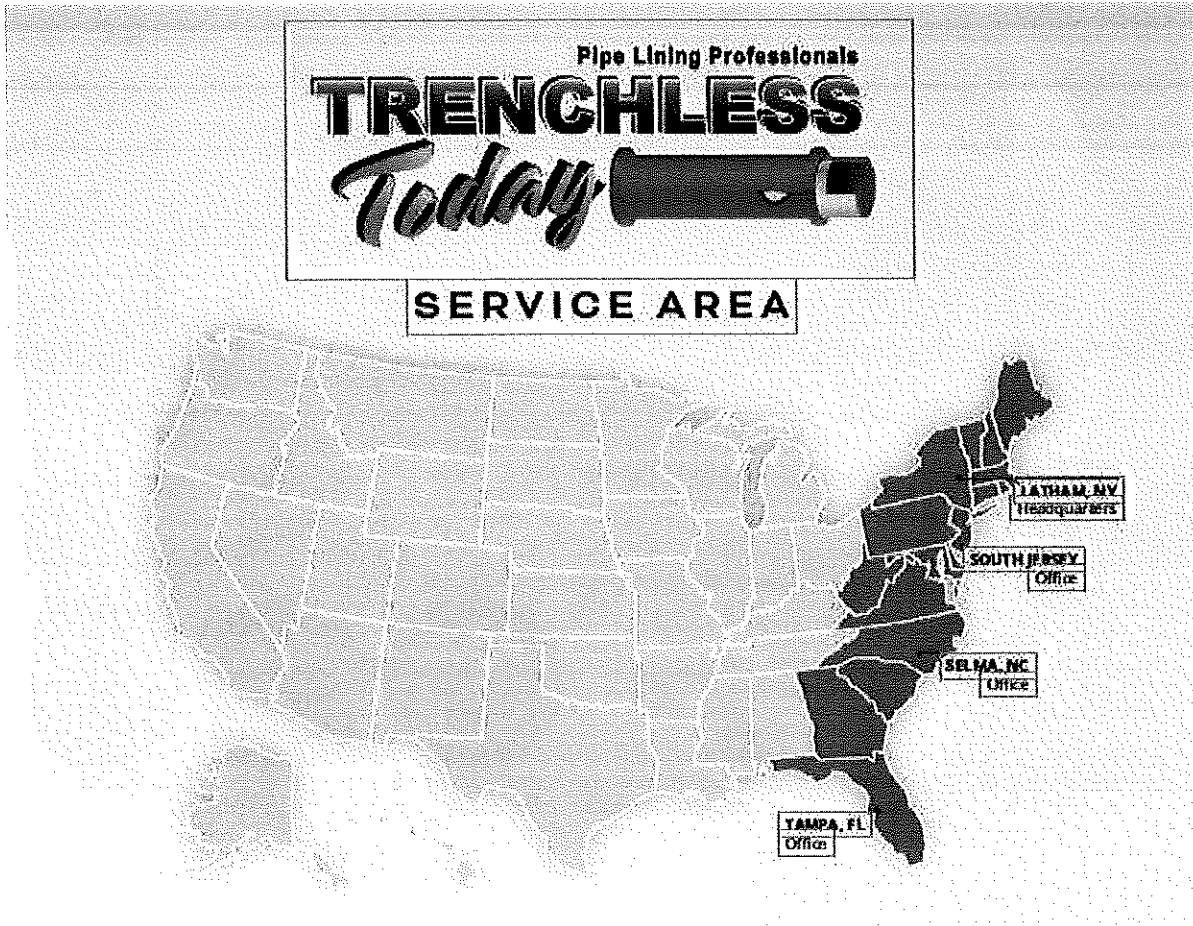 Pipe Lining Professionals
TRENCHLESS
Today
SERVICE AREA
LATHAM, NY
Headquarters
SOUTH JERSEY
Office
SELMA, NC
Office
TAMPA, FL
Office